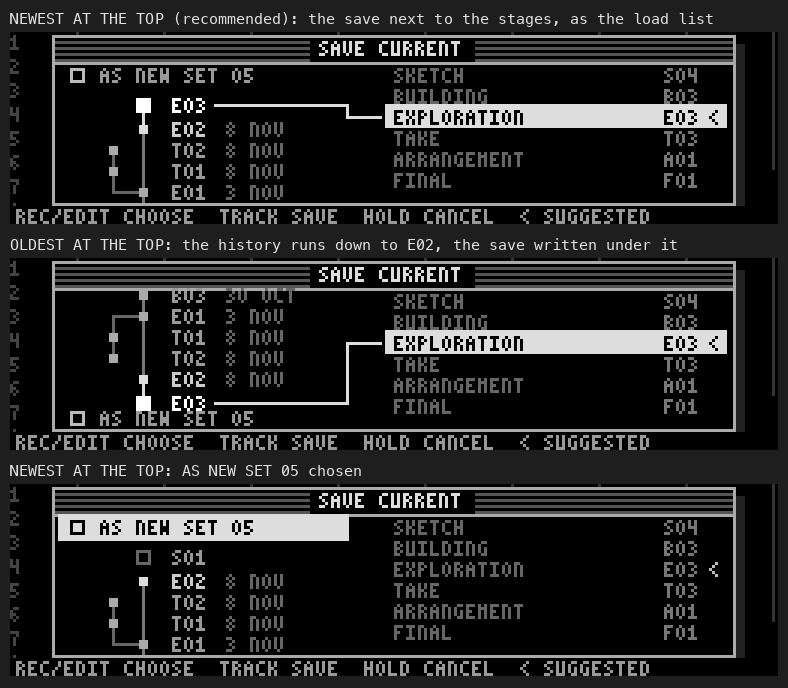 NEWEST AT THE TOP (recommended): the save next to the stages, as the load list
1
SAVE CURRENT
2
AS NEW SET 05
SKETCH S04
3
BUILDING B03
E03
4
EXPLORATION E03 <
E02 8 NOV
5
TAKE T03
T02 8 NOV
6
ARRANGEMENT A01
T01 8 NOV
7
FINAL F01
E01 3 NOV
REC/EDIT CHOOSE TRACK SAVE HOLD CANCEL < SUGGESTED
OLDEST AT THE TOP: the history runs down to E02, the save written under it
1
SAVE CURRENT
2
B03 30 OCT
SKETCH S04
3
E01 3 NOV
BUILDING B03
4
T01 8 NOV
EXPLORATION E03 <
5
T02 8 NOV
TAKE T03
6
E02 8 NOV
ARRANGEMENT A01
E03
FINAL F01
7
AS NEW SET 05
REC/EDIT CHOOSE TRACK SAVE HOLD CANCEL < SUGGESTED
NEWEST AT THE TOP: AS NEW SET 05 chosen
1
SAVE CURRENT
2
AS NEW SET 05
SKETCH S04
3
BUILDING B03
S01
4
EXPLORATION E03 <
E02 8 NOV
5
TAKE T03
T02 8 NOV
6
ARRANGEMENT A01
T01 8 NOV
7
FINAL F01
E01 3 NOV
REC/EDIT CHOOSE TRACK SAVE HOLD CANCEL < SUGGESTED